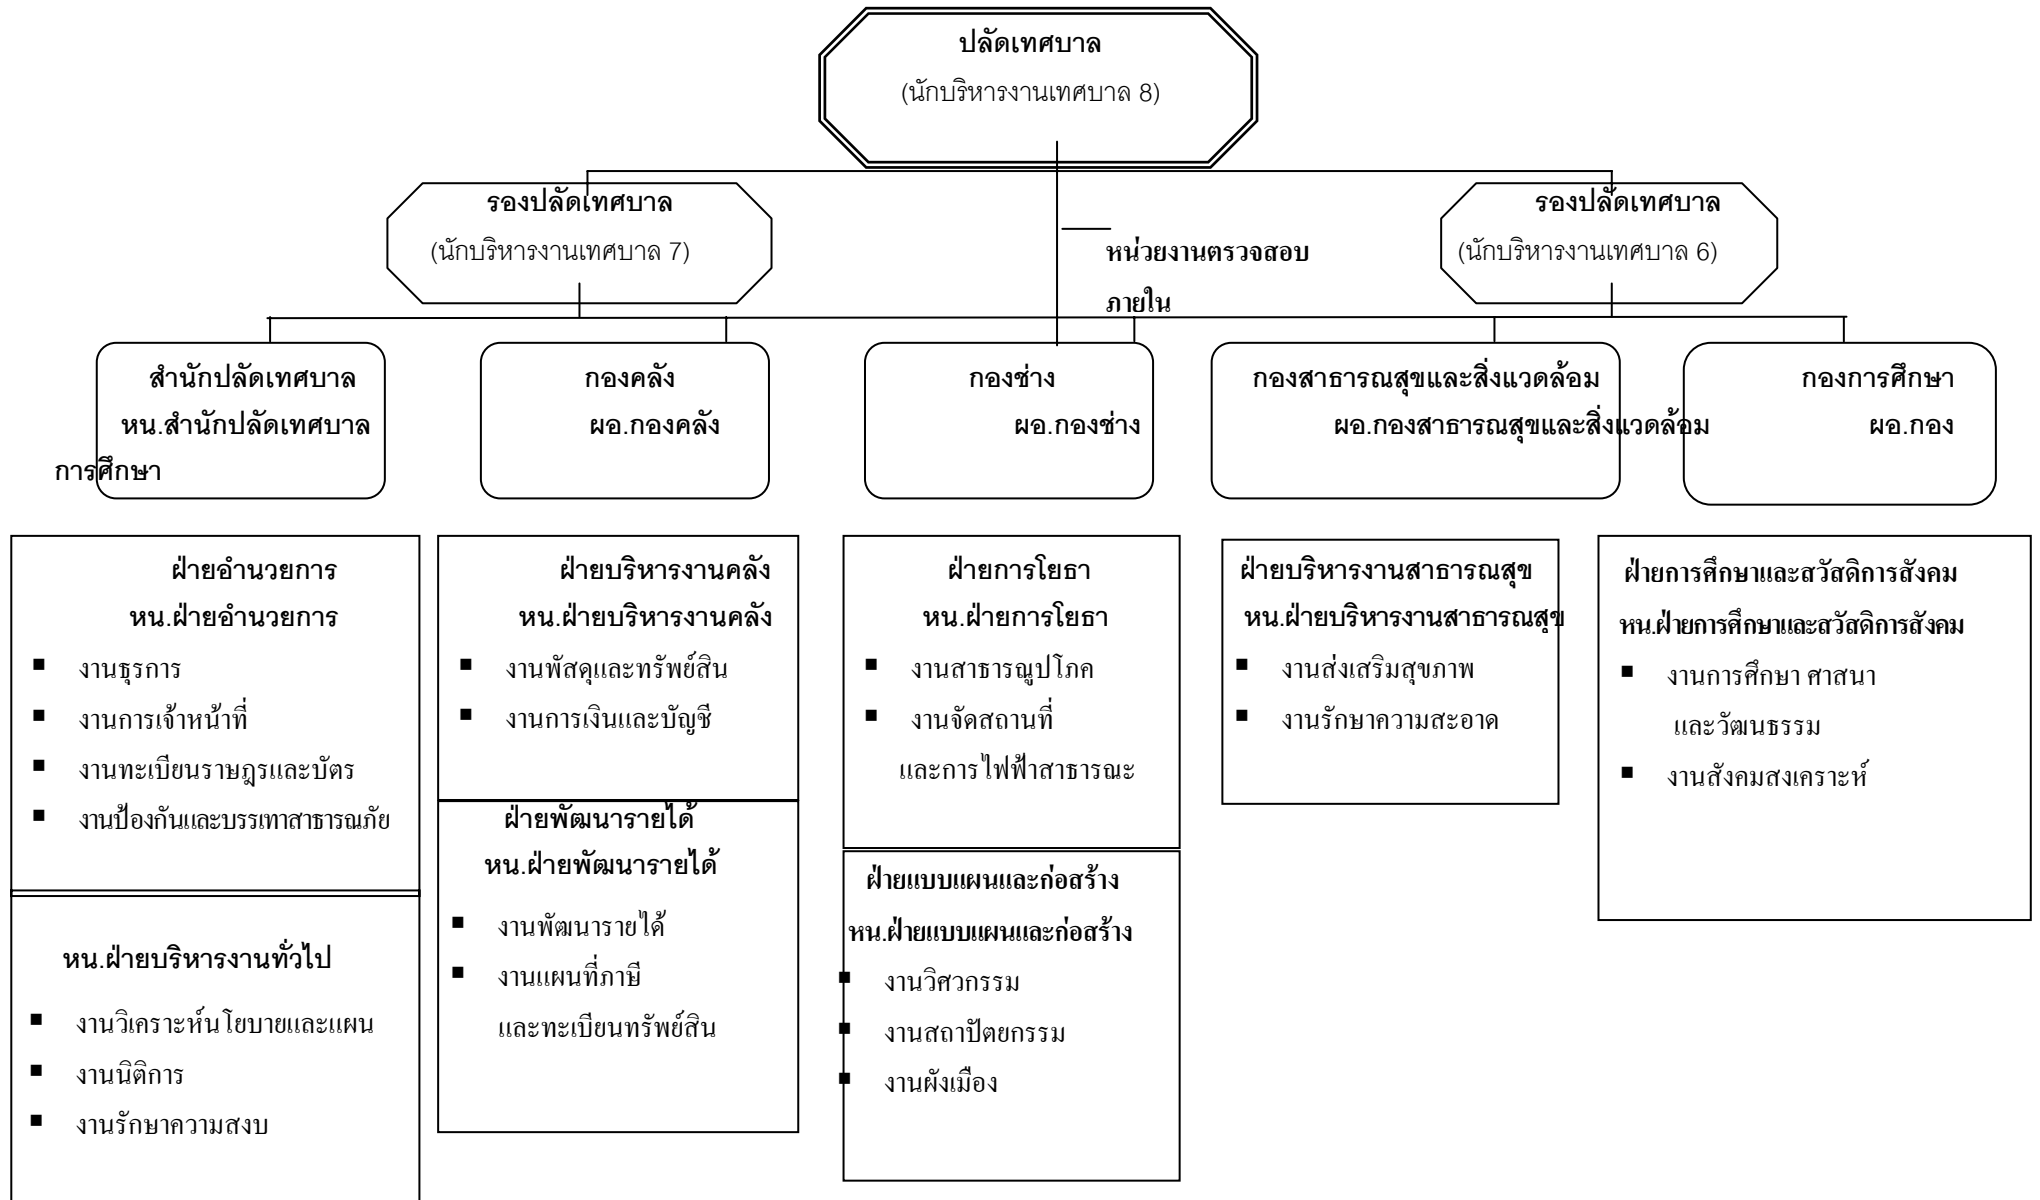 ปลัดเทศบาล
(นักบริหารงานเทศบาล 8)
รองปลัดเทศบาล
(นักบริหารงานเทศบาล 7)
หน่วยงานตรวจสอบ
ภายใน
รองปลัดเทศบาล
(นักบริหารงานเทศบาล 6)
สำนักปลัดเทศบาล
หน.สำนักปลัดเทศบาล
การศึกษา
กองคลัง
ผอ.กองคลัง
กองช่าง
ผอ.กองช่าง
กองสาธารณสุขและสิ่งแวดล้อม
ผอ.กองสาธารณสุขและสิ่งแวดล้อม
กองการศึกษา
ผอ.กอง
ฝ่ายอำนวยการ
หน.ฝ่ายอำนวยการ
งานธุรการ
งานการเจ้าหน้าที่
งานทะเบียนราษฎรและบัตร
งานป้องกันและบรรเทาสาธารณภัย
หน.ฝ่ายบริหารงานทั่วไป
งานวิเคราะห์นโยบายและแผน
งานนิติการ
งานรักษาความสงบ
ฝ่ายบริหารงานคลัง
หน.ฝ่ายบริหารงานคลัง
งานพัสดุและทรัพย์สิน
งานการเงินและบัญชี
ฝ่ายพัฒนารายได้
หน.ฝ่ายพัฒนารายได้
งานพัฒนารายได้
งานแผนที่ภาษี
และทะเบียนทรัพย์สิน
ฝ่ายการโยธา
หน.ฝ่ายการโยธา
งานสาธารณูปโภค
งานจัดสถานที่
และการไฟฟ้าสาธารณะ
ฝ่ายแบบแผนและก่อสร้าง
หน.ฝ่ายแบบแผนและก่อสร้าง
งานวิศวกรรม
งานสถาปัตยกรรม
งานผังเมือง
ฝ่ายบริหารงานสาธารณสุข
หน.ฝ่ายบริหารงานสาธารณสุข
งานส่งเสริมสุขภาพ
งานรักษาความสะอาด
ฝ่ายการศึกษาและสวัสดิการสังคม
หน.ฝ่ายการศึกษาและสวัสดิการสังคม
งานการศึกษา ศาสนา
และวัฒนธรรม
งานสังคมสงเคราะห์